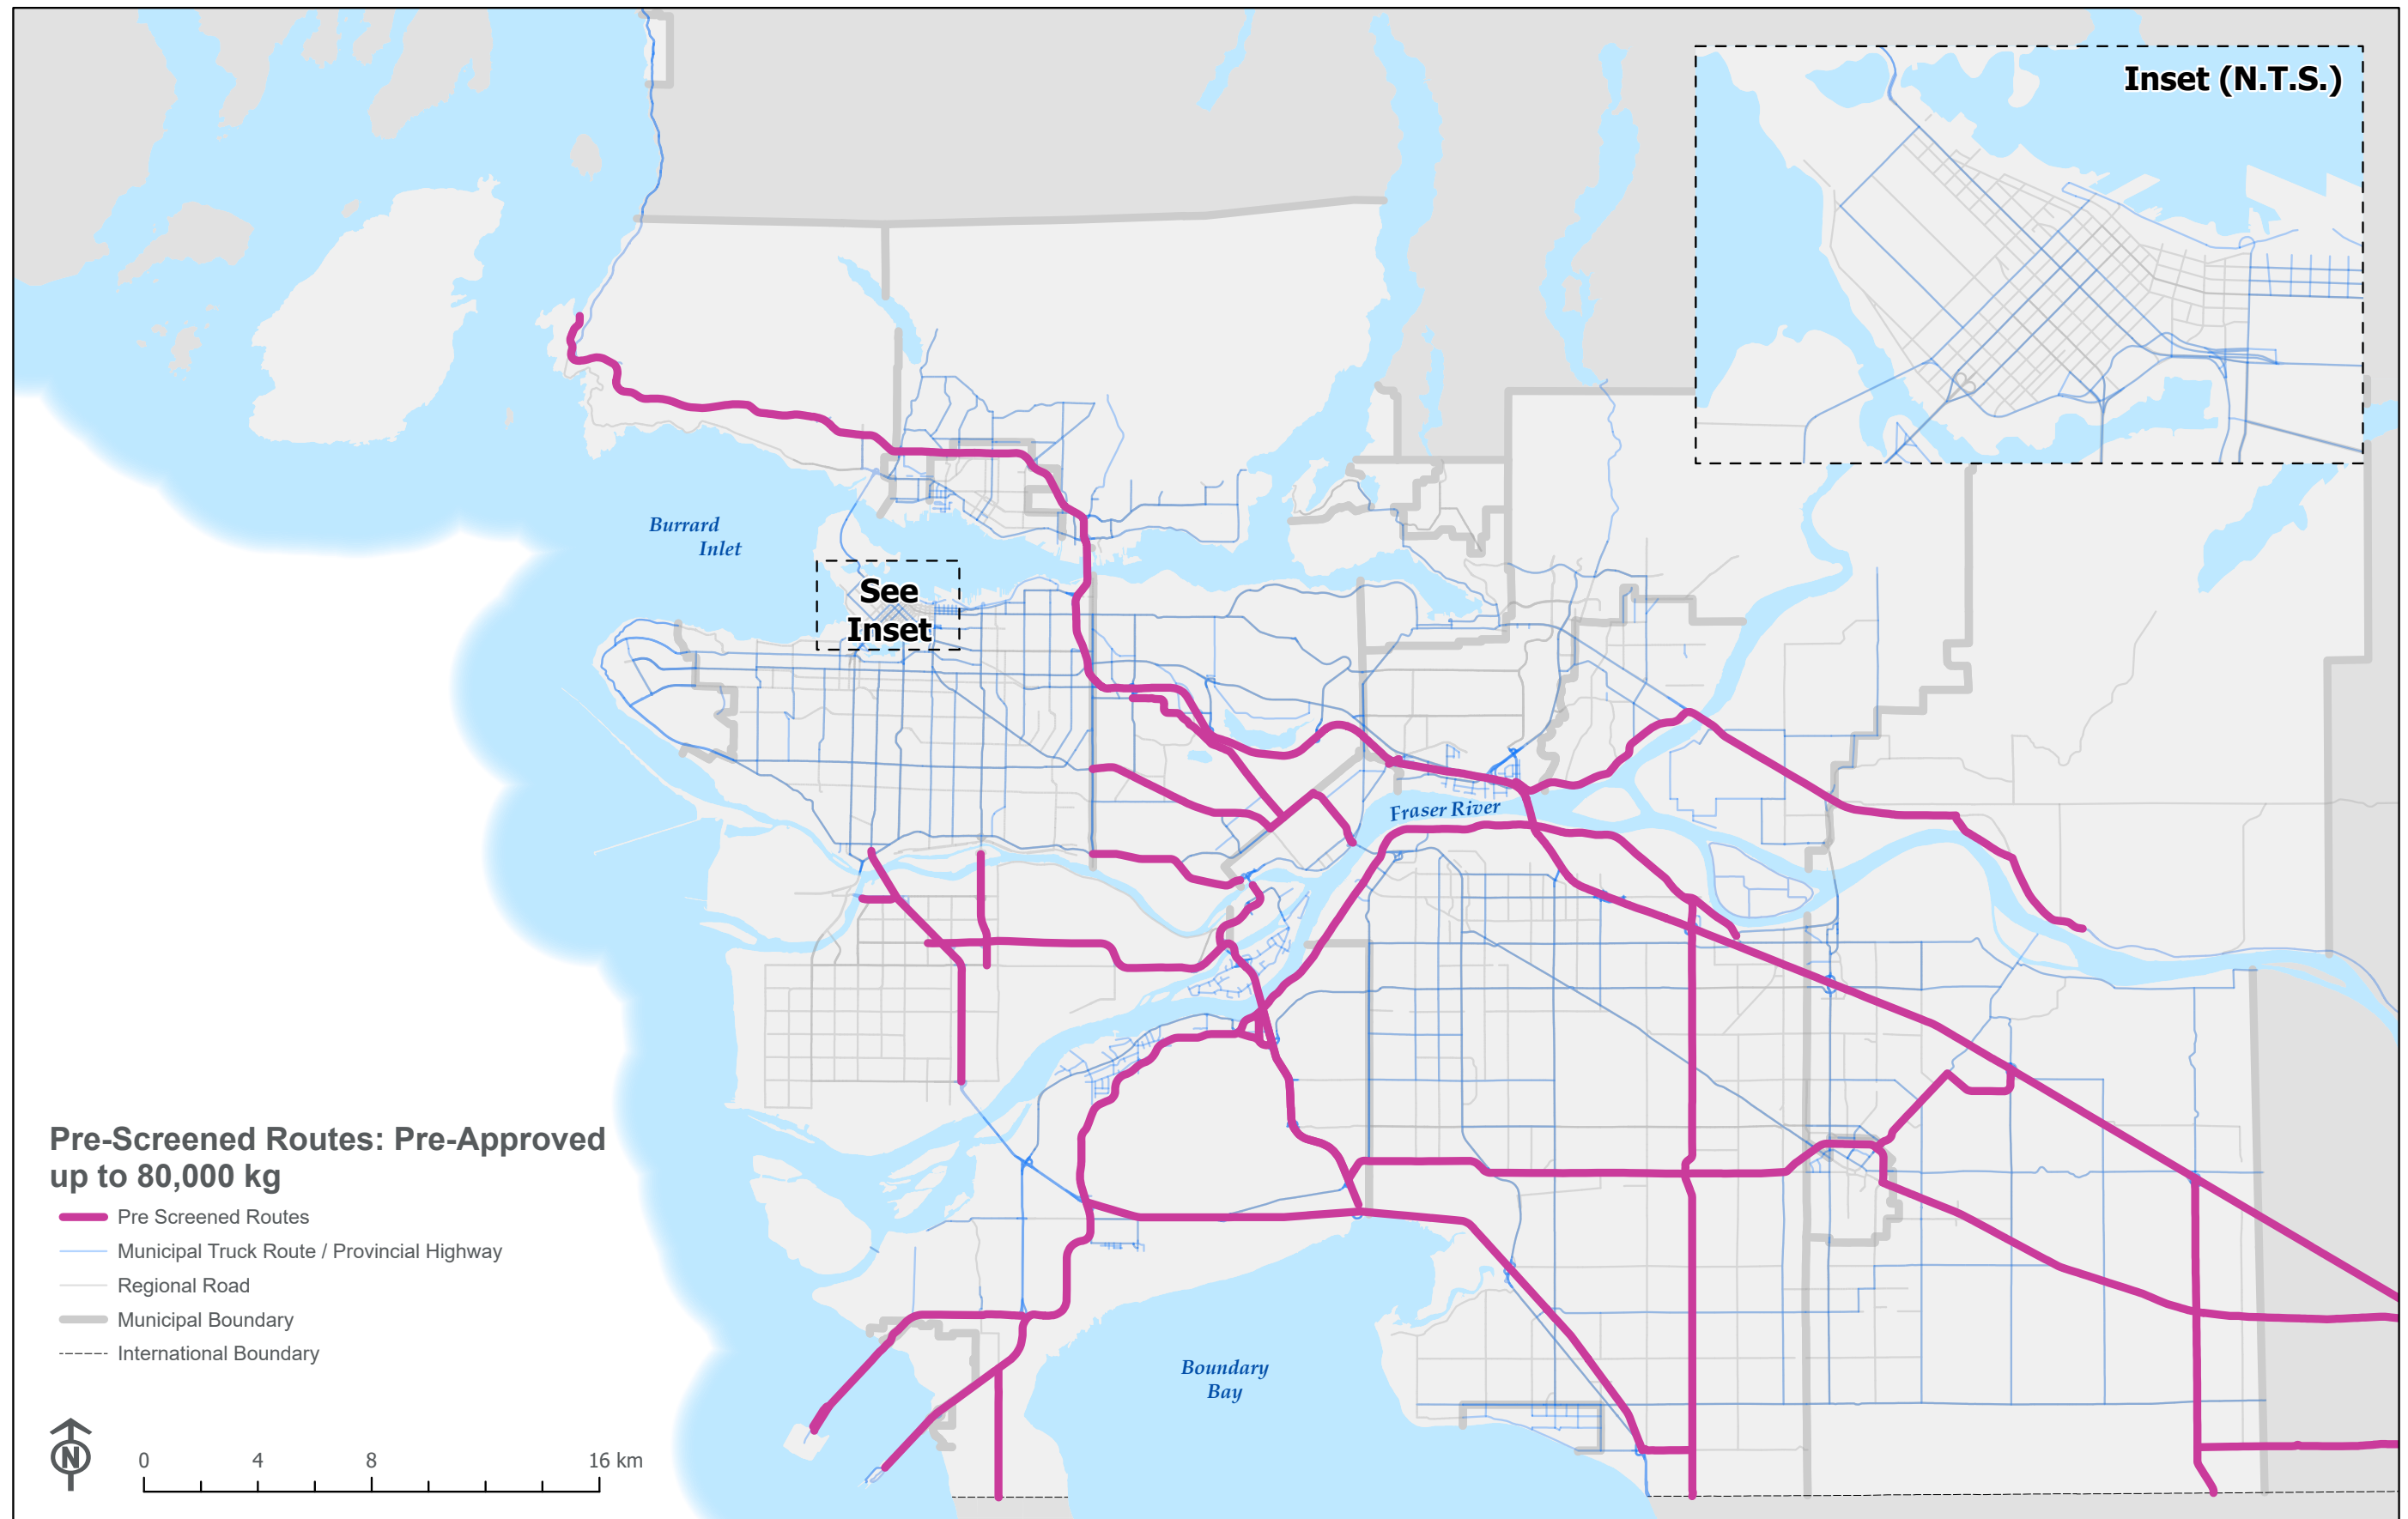 Inset (N.T.S.)
Burrard
Inlet
See
Inset
Fraser River
Pre-Screened Routes: Pre-Approved
up to 80,000 kg
Pre Screened Routes
Municipal Truck Route / Provincial Highway
Regional Road
Municipal Boundary
International Boundary
Boundary
Bay
N
0 4 8 16 km